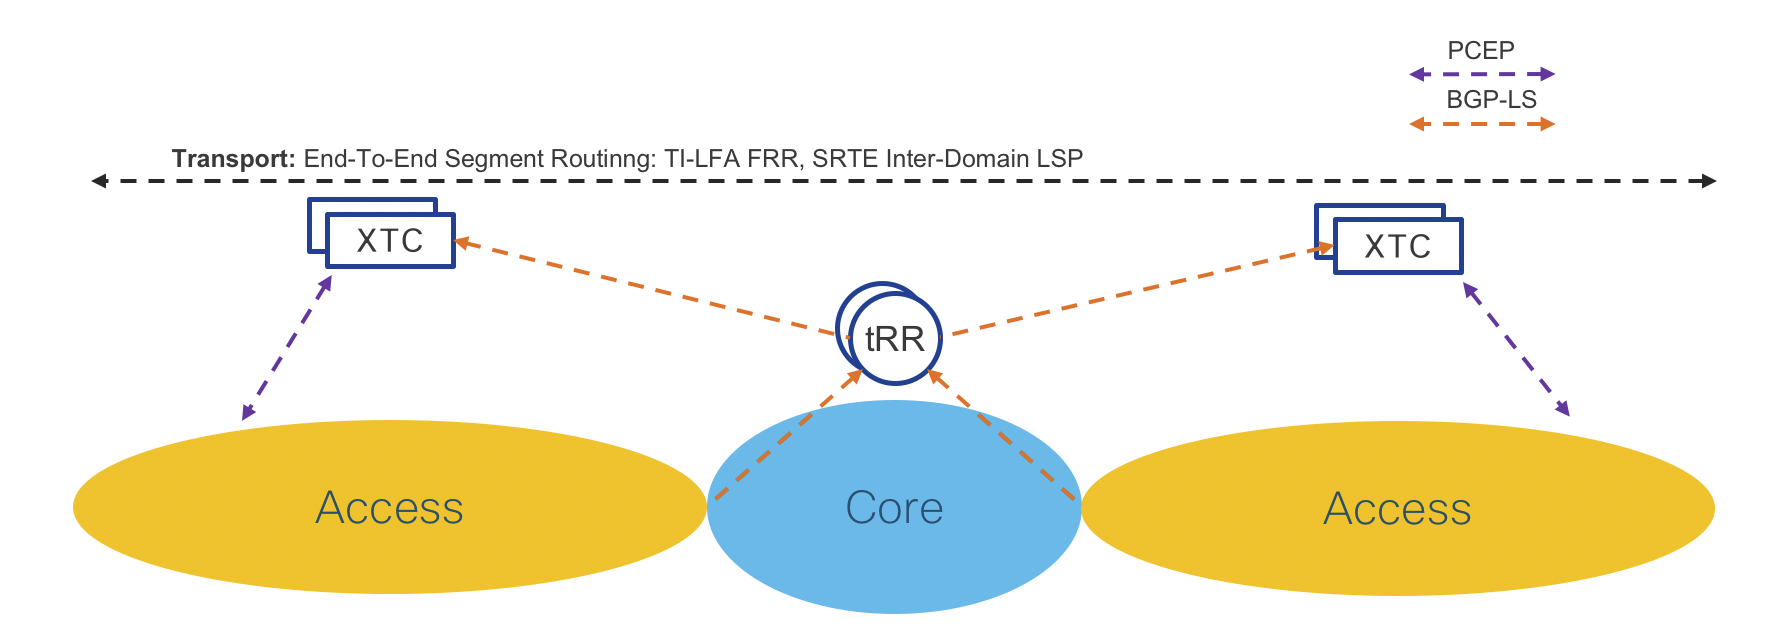 PCEP
BGP-LS
Transport: End-To-End Segment Routinng: TI-LFA FRR, SRTE Inter-Domain LSP
XTC
XTC
tRR
Access
Core
Access